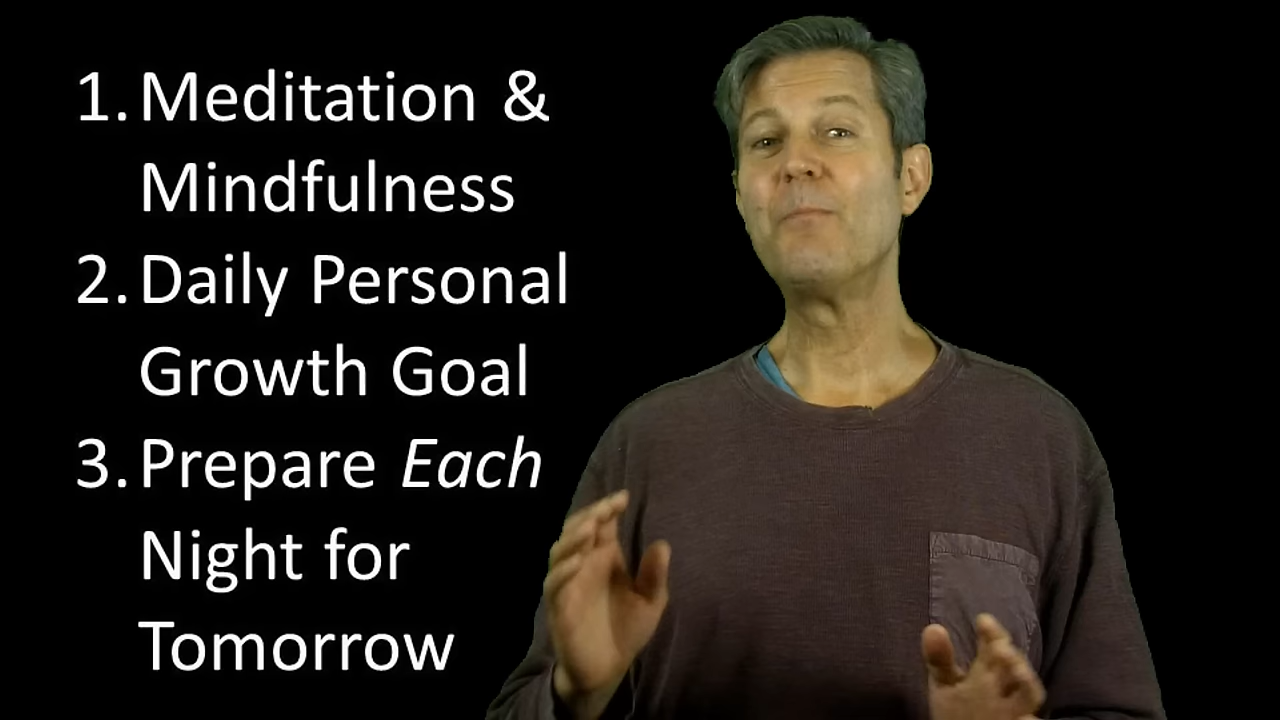 1. Meditation &
Mindfulness
2. Daily Personal
Growth Goal
3. Prepare Each
Night for
Tomorrow